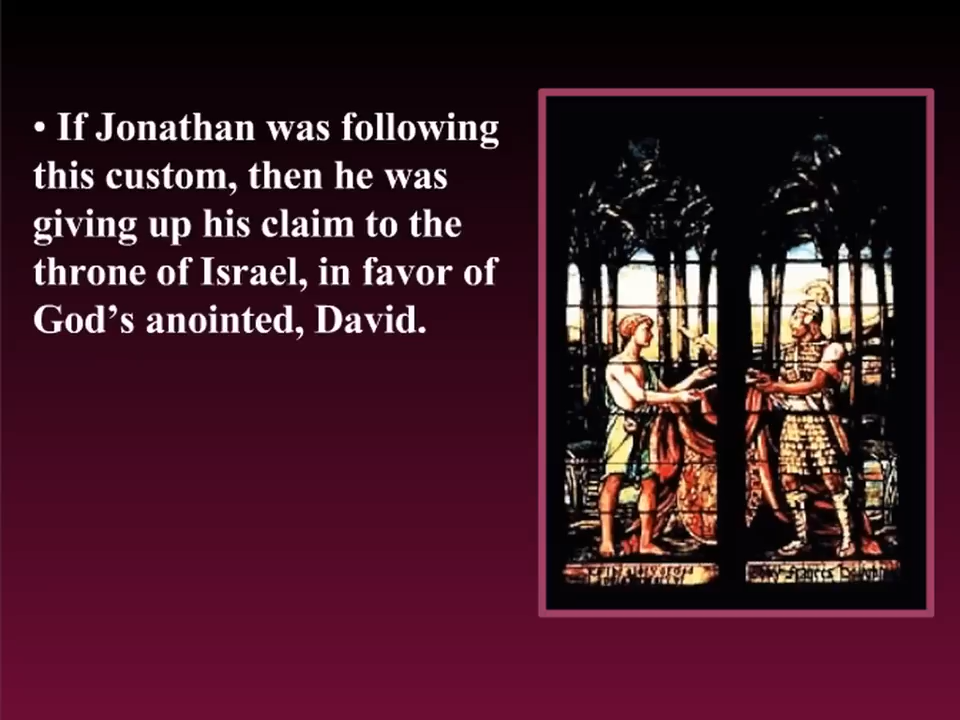 • If Jonathan was following
this custom, then he was
giving up his claim to the
throne of Israel, in favor of
God's anointed, David.